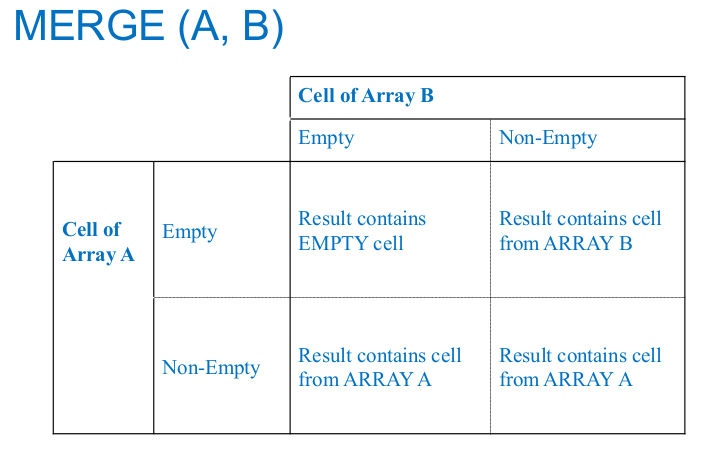 MERGE (A, B)
Cell of Array B
Empty
Non-Empty
Cell of
Array A
Empty
Result contains
EMPTY cell
Result contains cell
from ARRAY B
Non-Empty
Result contains cell
from ARRAY A
Result contains cell
from ARRAY A